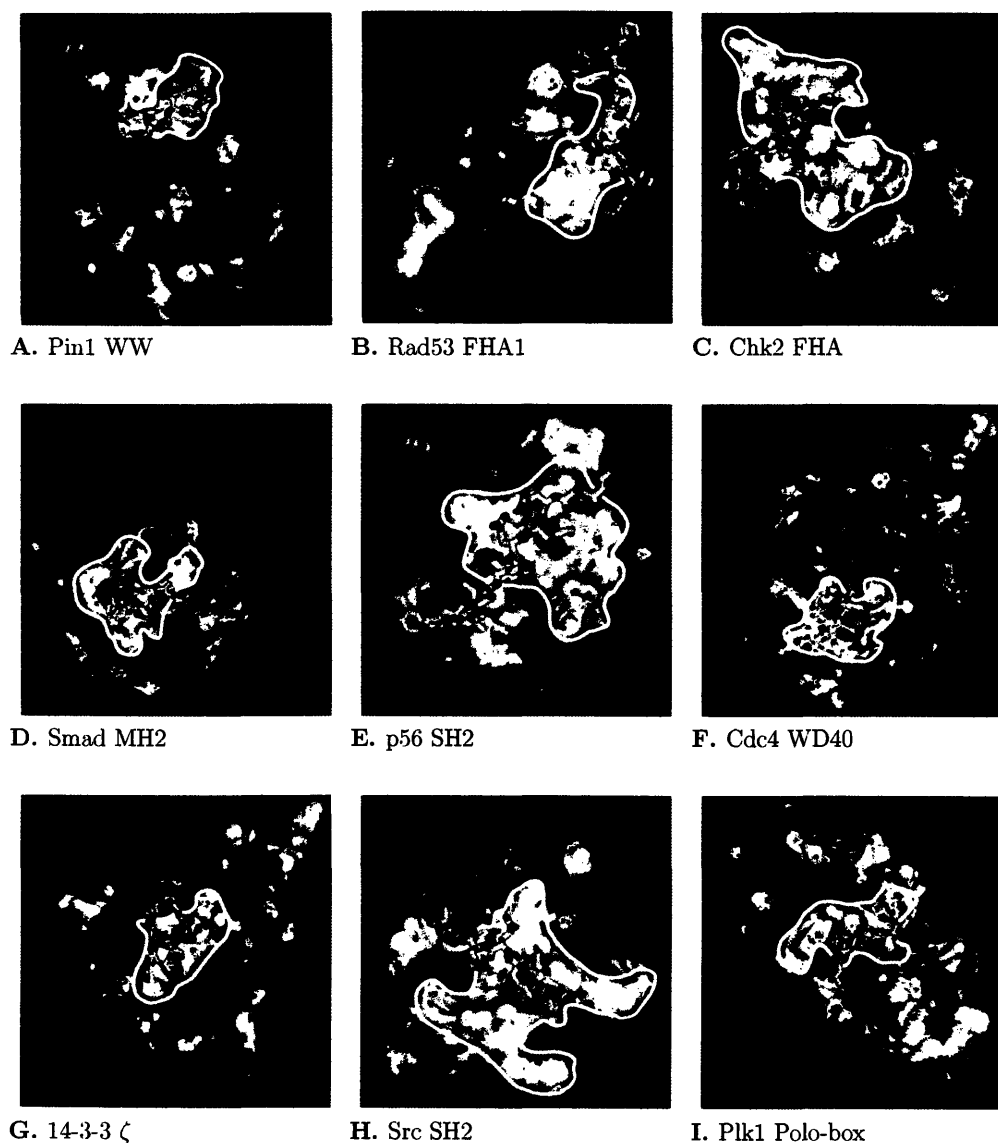 A. Pin1 WW
B. Rad53 FHA1
C. Chk2 FHA
D. Smad MH2
E. p56 SH2
F. Cdc4 WD40
G. 14-3-3 ζ
H. Src SH2
I. Plk1 Polo-box